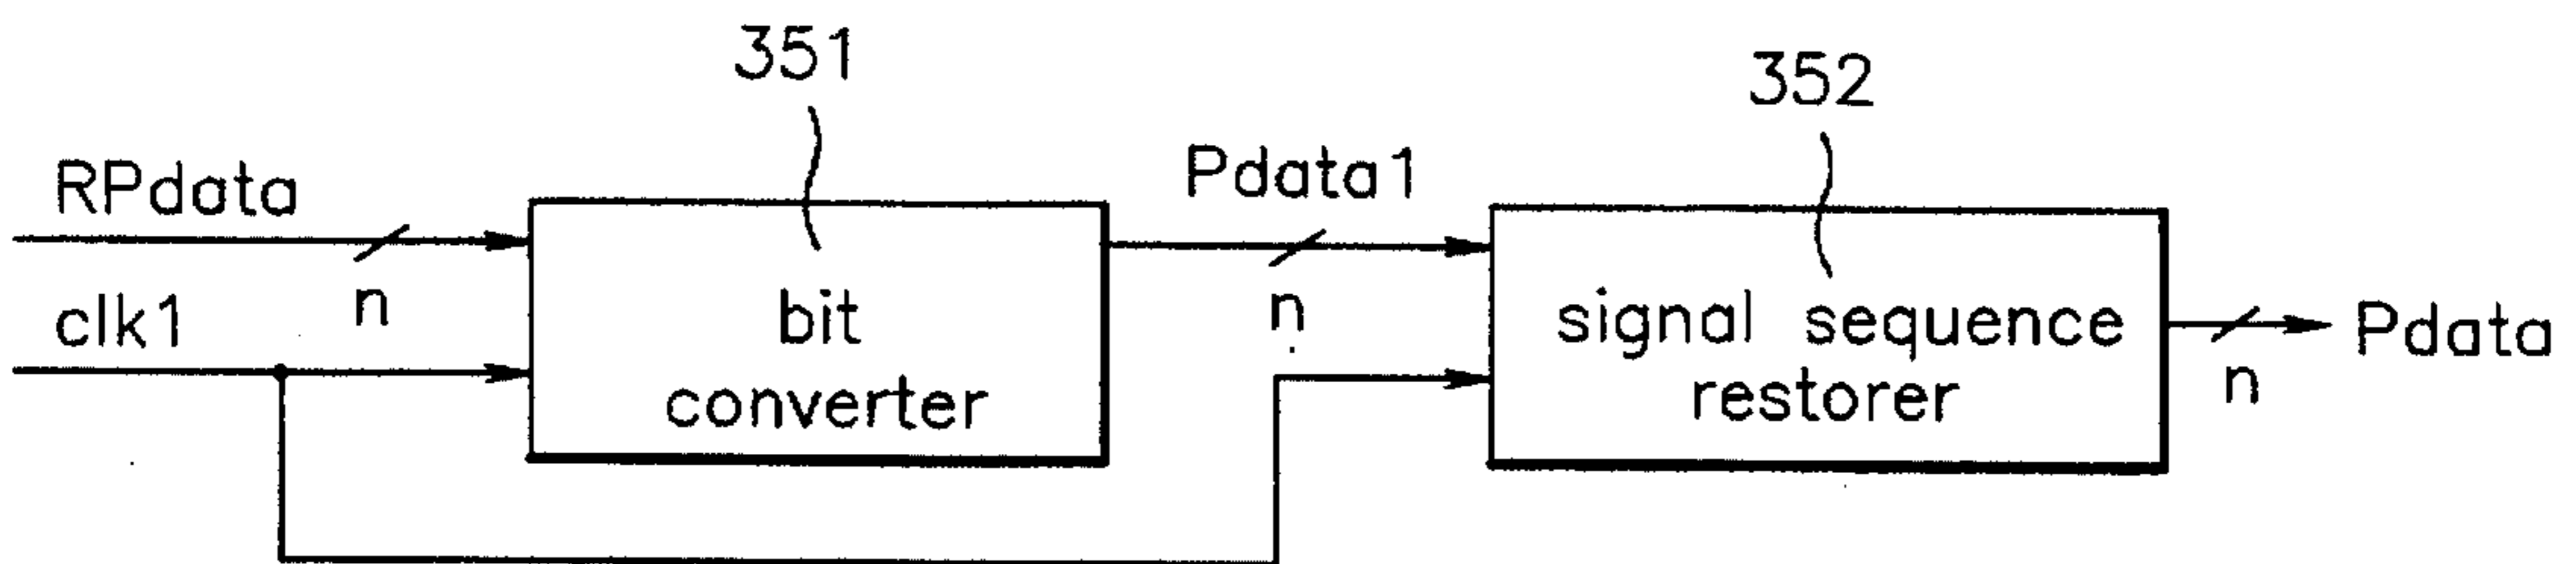 351
352
RPdata
Pdata1
n
n
clk1
bit
converter
signal sequence
restorer
Pdata
n